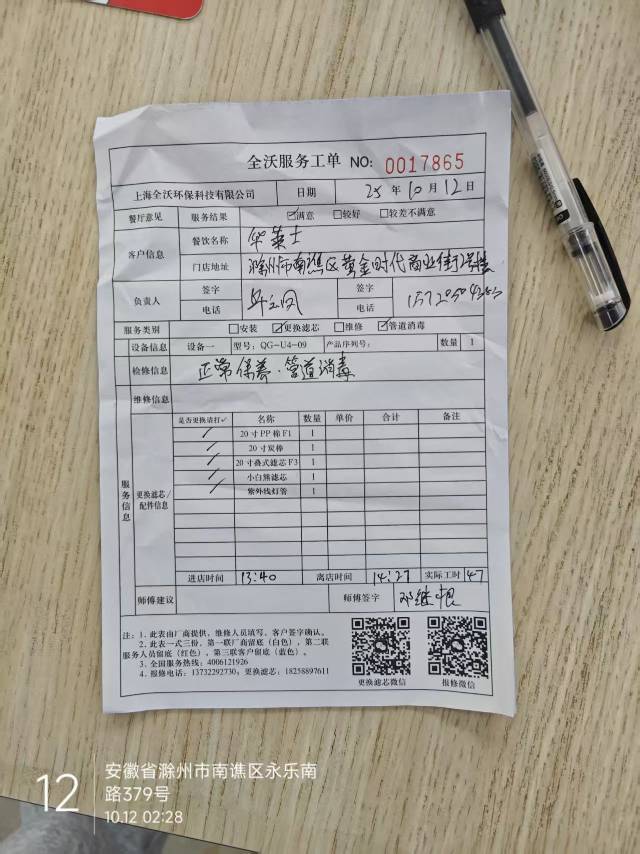 全沃服务工单 NO: 0017865
上海全沃环保科技有限公司 日期 25 年 10 月 12 日
餐厅意见 服务结果 ☑满意 □较好 □较差不满意
客户信息 餐饮名称 华莱士
门店地址 滁州市南谯区黄金时代商业街2号楼
负责人 签字 签字
电话 电话
服务类别 □安装 ☑更换滤芯 □维修 ☑管道消毒
设备信息 设备一 型号: QG-U4-09 产品序列号: 数量 1
检修信息 正常保养·管道消毒
维修信息
服务信息 更换滤芯/配件信息 是否更换请打✓ 名称 数量 单价 合计 备注
✓ 20寸PP棉F1 1
✓ 20寸炭棒 1
✓ 20寸叠式滤芯F3 1
✓ 小白熊滤芯 1
✓ 紫外线灯管 1
进店时间 13:40 离店时间 14:27 实际工时 47
师傅建议 师傅签字 邓继恨
注: 1. 此表由厂商提供, 维修人员填写、客户签字确认。
2. 此表一式三份, 第一联厂商留底(白色), 第二联
服务人员留底(红色), 第三联客户留底(蓝色)。
3. 全国服务热线: 4006121926
4. 报修电话: 13732292730, 更换滤芯: 18258897611
更换滤芯微信 报修微信
12
安徽省滁州市南谯区永乐南
路379号
10.12 02:28